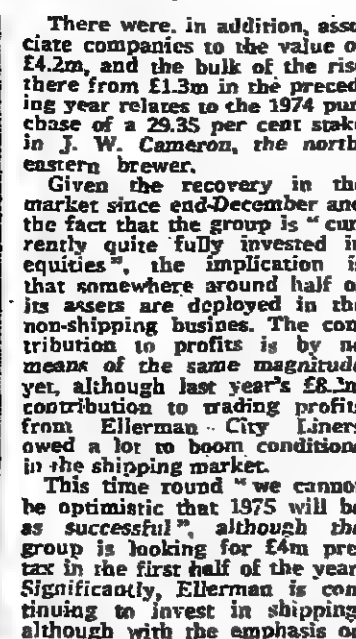 There were, in addition, asso
ciate companies to the value o
£4.2m, and the bulk of the rise
there from £1.3m in the preced
ing year relates to the 1974 pur
chase of a 29.35 per cent stake
in J. W. Cameron, the north
eastern brewer.
Given the recovery in the
market since end-December and
the fact that the group is "cur
rently quite fully invested in
equities", the implication is
that somewhere around half o
its assets are deployed in the
non-shipping busines. The con
tribution to profits is by no
means of the same magnitude
yet, although last year's £8.1m
contribution to trading profits
from Ellerman City Liners
owed a lot to boom conditions
in the shipping market.
This time round "we cannot
be optimistic that 1975 will be
as successful", although the
group is looking for £4m pre
tax in the first half of the year.
Significantly, Ellerman is con
tinuing to invest in shipping
although with the emphasis on